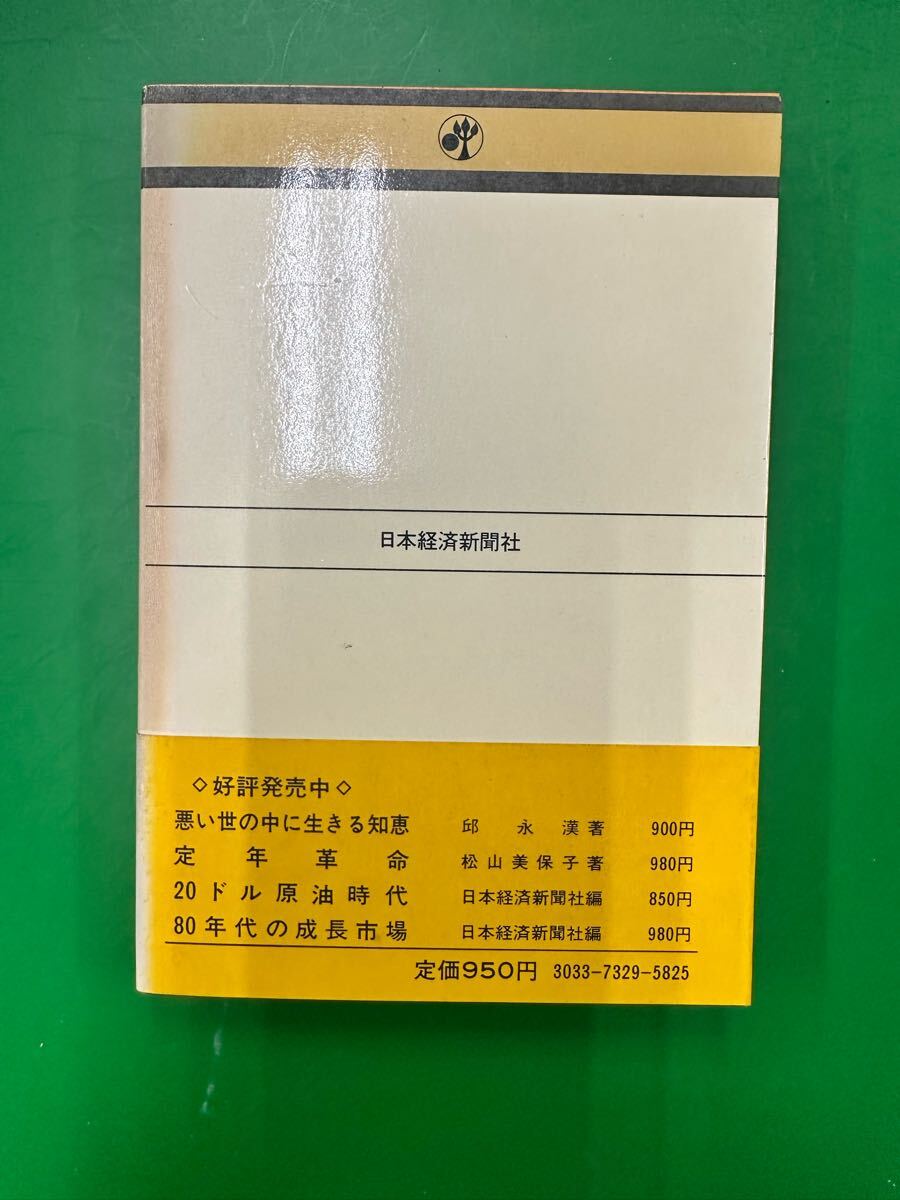 日本経済新聞社
◇好評発売中◇
悪い世の中に生きる知恵 邱永漢著 900円
定年革命 松山美保子著 980円
20ドル原油時代 日本経済新聞社編 850円
80年代の成長市場 日本経済新聞社編 980円
定価950円 3033-7329-5825